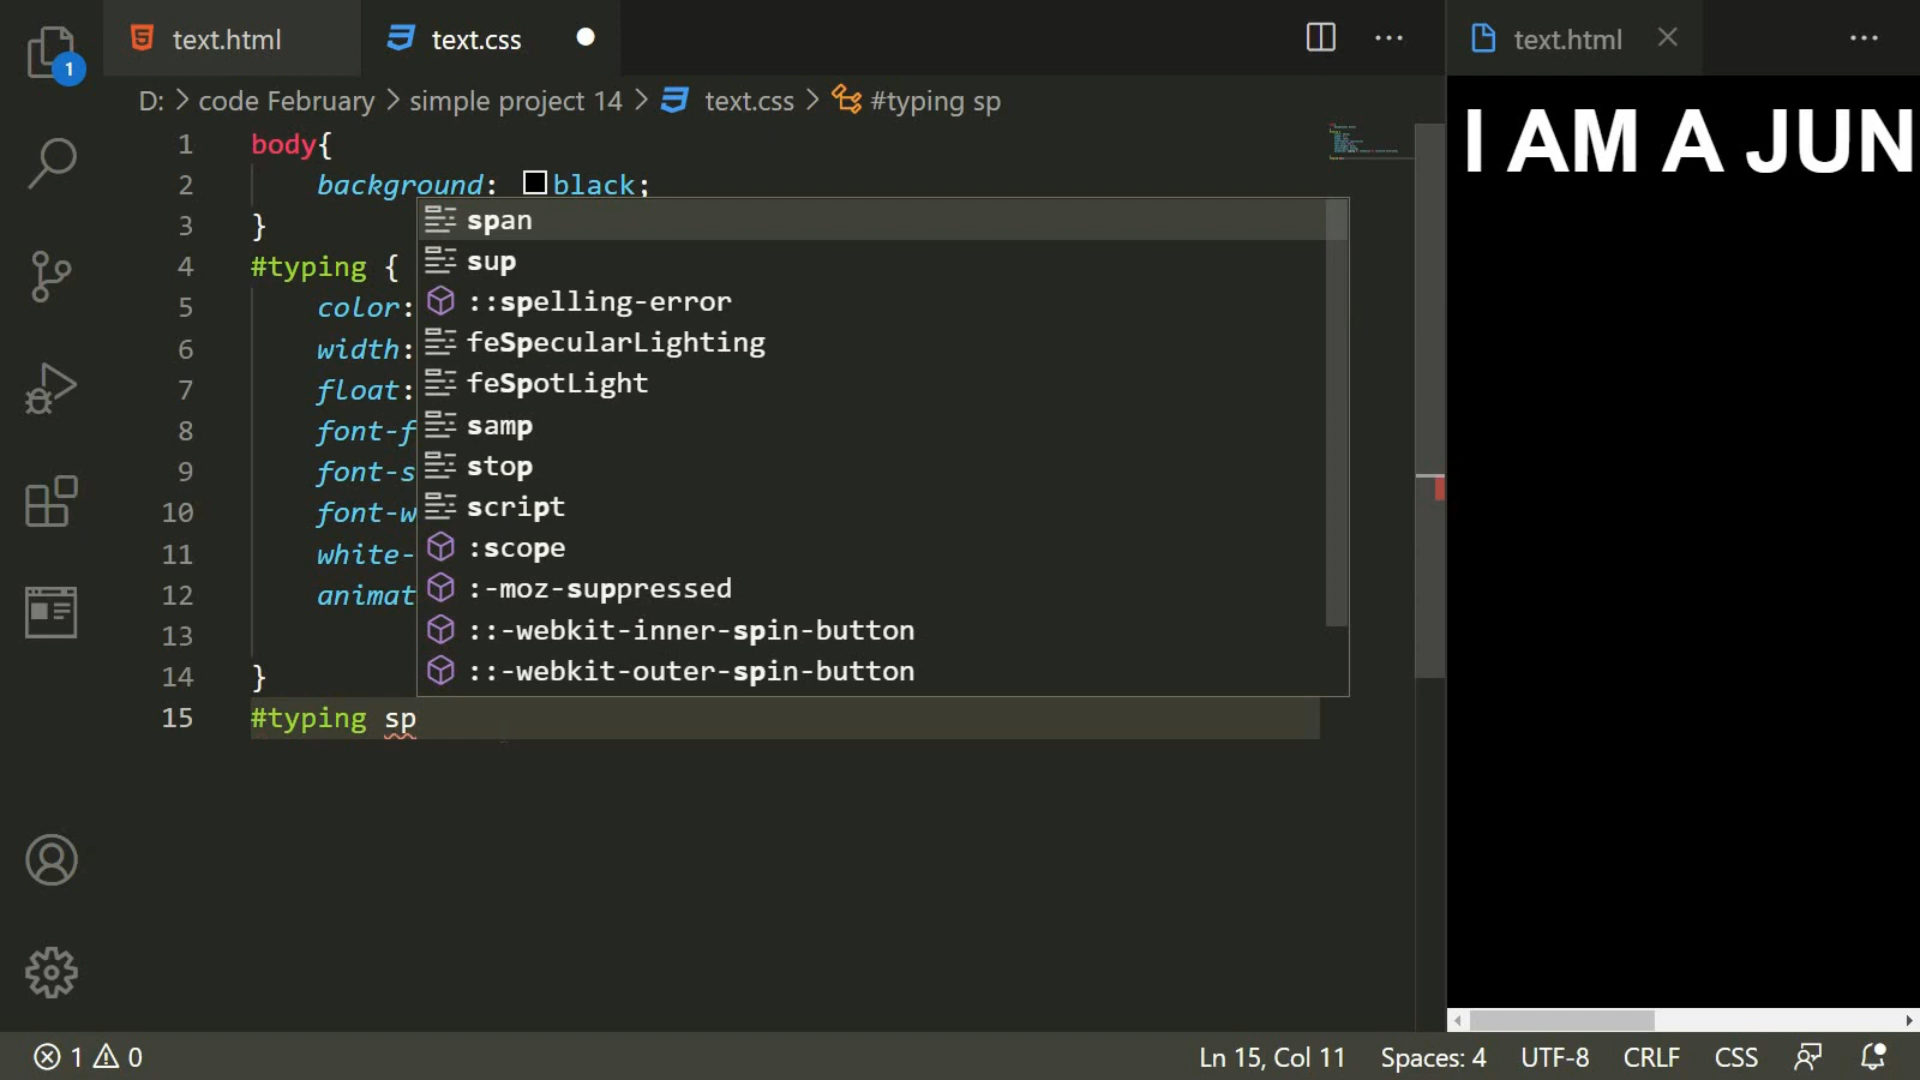 text.html
text.css
text.html
1
D: > code February > simple project 14 > text.css > #typing sp
1 body{
2 background: black;
3 }
4 #typing {
5 color:
6 width:
7 float:
8 font-f
9 font-s
10 font-w
11 white-
12 animat
13
14 }
15 #typing sp
span
sup
::spelling-error
feSpecularLighting
feSpotLight
samp
stop
script
:scope
:-moz-suppressed
::-webkit-inner-spin-button
::-webkit-outer-spin-button
I AM A JUN
1 0
Ln 15, Col 11
Spaces: 4
UTF-8
CRLF
CSS